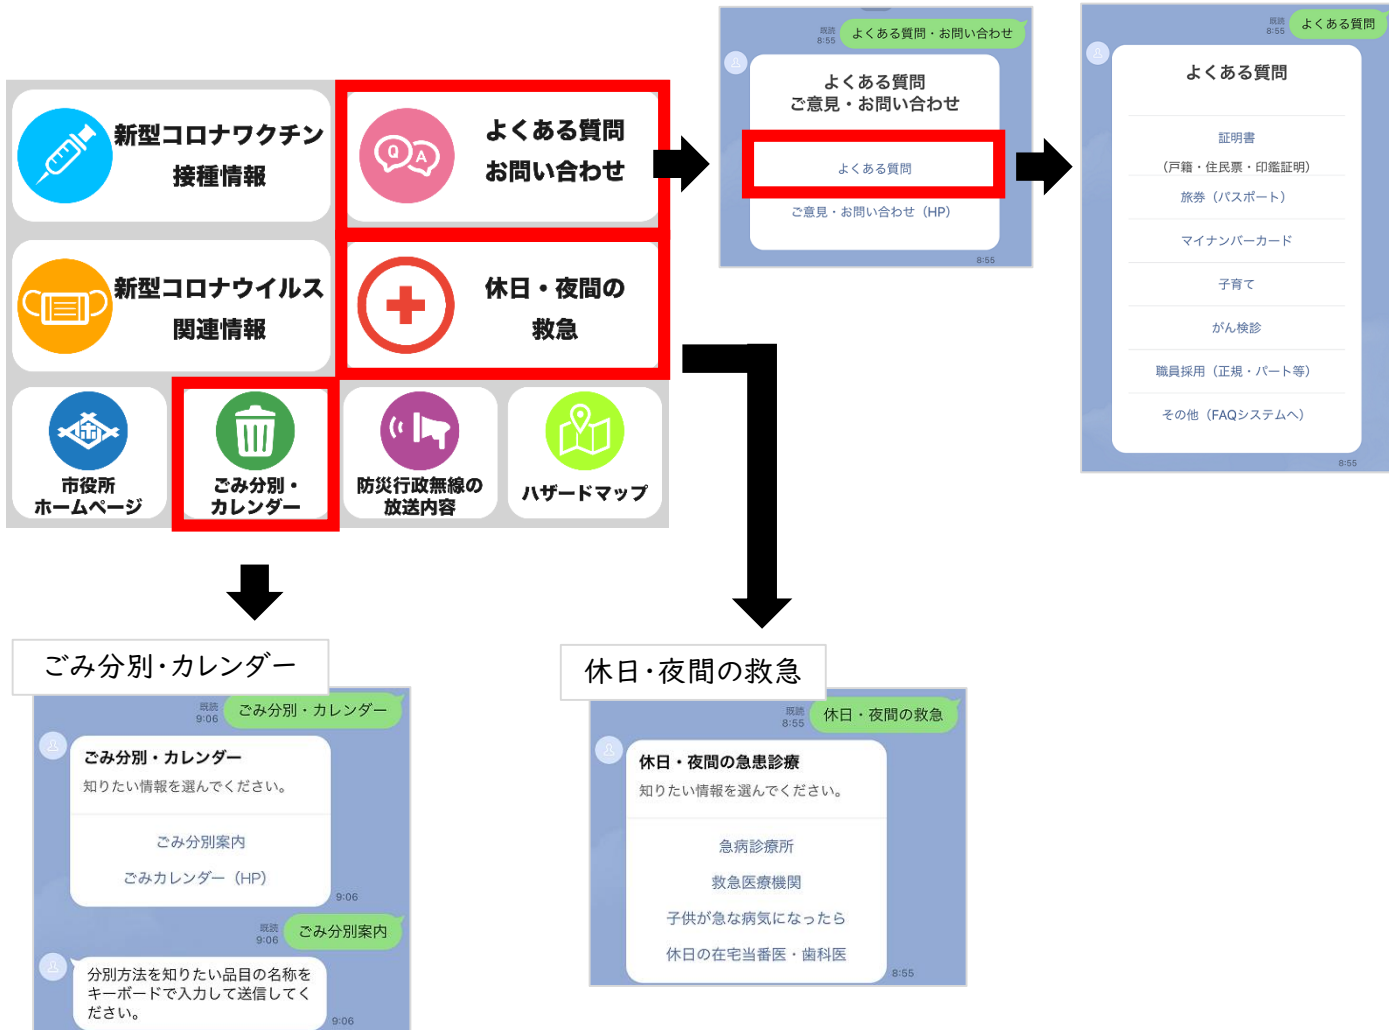 新型コロナワクチン
接種情報
Q A
よくある質問
お問い合わせ
新型コロナウイルス
関連情報
休日・夜間の
救急
市
市役所
ホームページ
ごみ分別・
カレンダー
防災行政無線の
放送内容
ハザードマップ
既読
8:55
よくある質問・お問い合わせ
よくある質問
ご意見・お問い合わせ
よくある質問
ご意見・お問い合わせ（HP）
8:55
既読
8:55
よくある質問
よくある質問
証明書
（戸籍・住民票・印鑑証明）
旅券（パスポート）
マイナンバーカード
子育て
がん検診
職員採用（正規・パート等）
その他（FAQシステムへ）
8:55
ごみ分別・カレンダー
既読
9:06
ごみ分別・カレンダー
ごみ分別・カレンダー
知りたい情報を選んでください。
ごみ分別案内
ごみカレンダー（HP）
9:06
既読
9:06
ごみ分別案内
分別方法を知りたい品目の名称を
キーボードで入力して送信してく
ださい。
9:06
休日・夜間の救急
既読
8:55
休日・夜間の救急
休日・夜間の急患診療
知りたい情報を選んでください。
急病診療所
救急医療機関
子供が急な病気になったら
休日の在宅当番医・歯科医
8:55